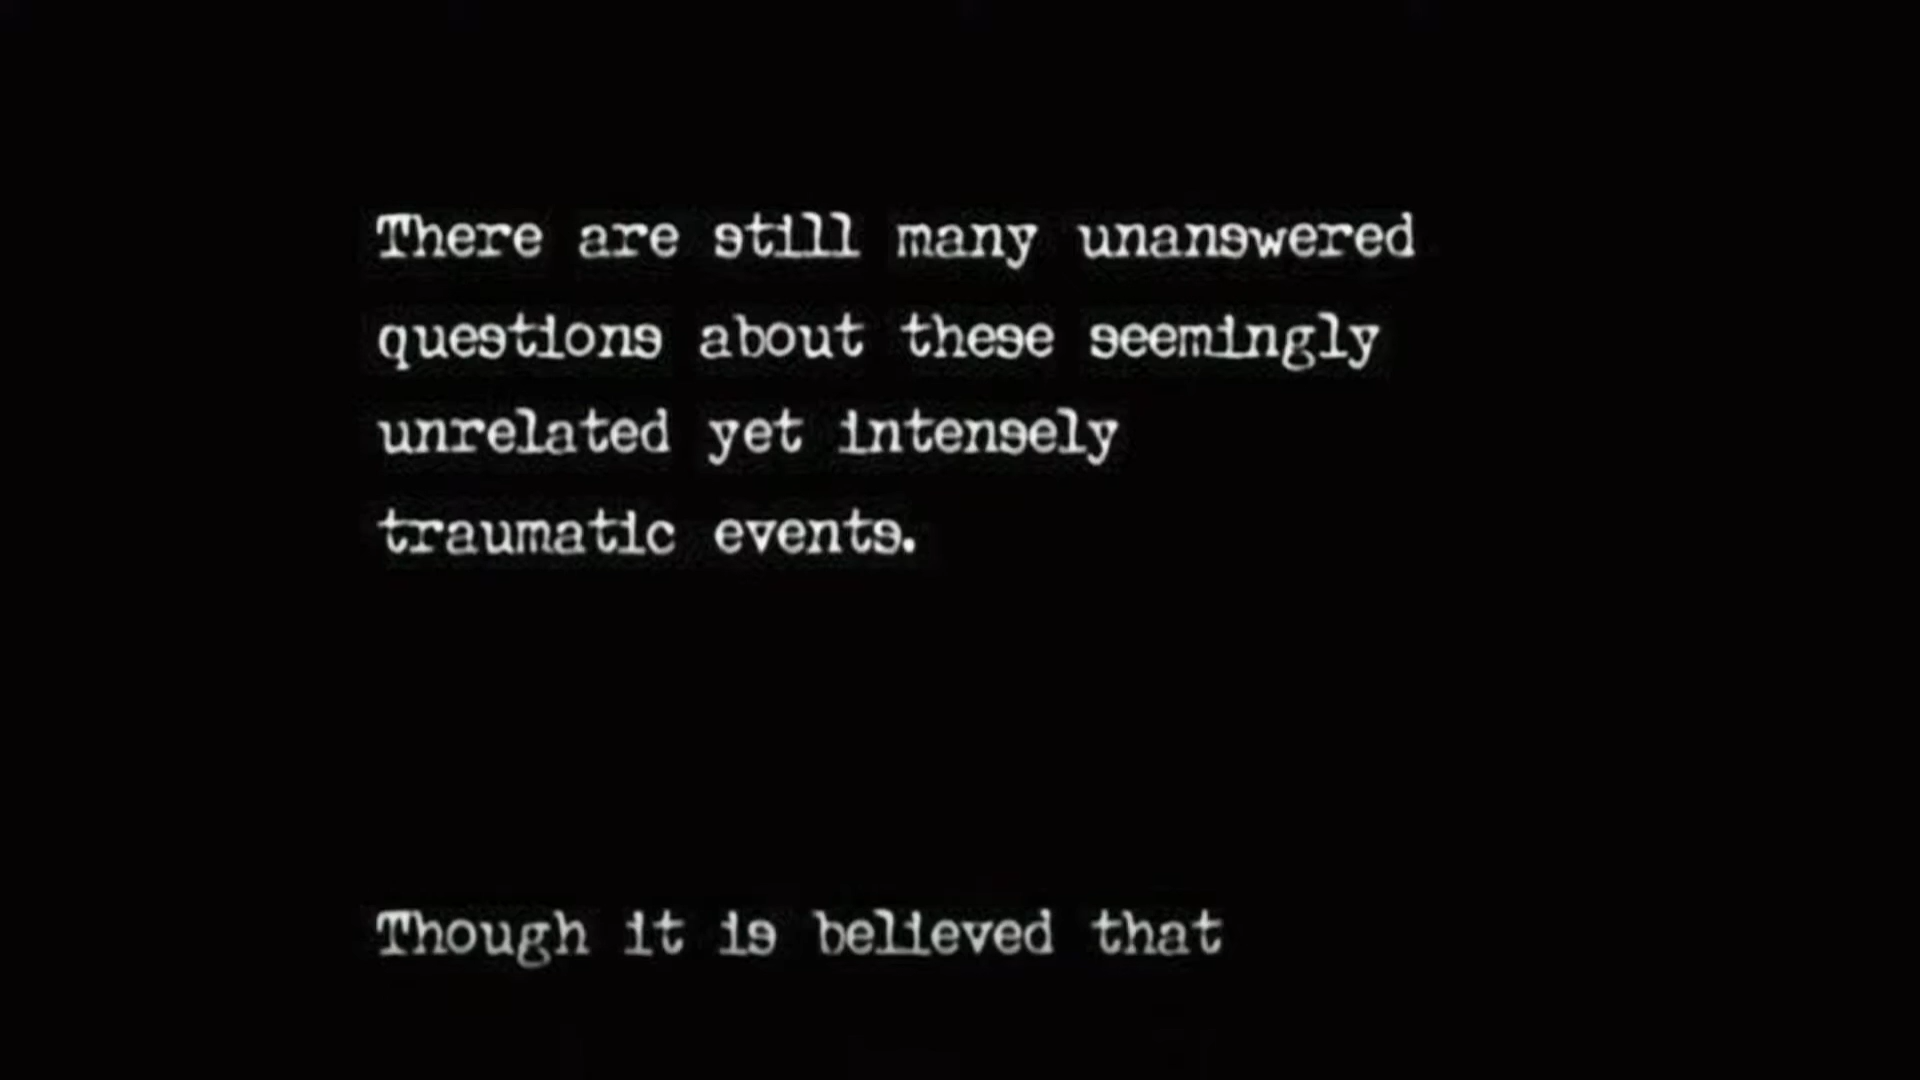 There are still many unanswered
questions about these seemingly
unrelated yet intensely
traumatic events.
Though it is believed that